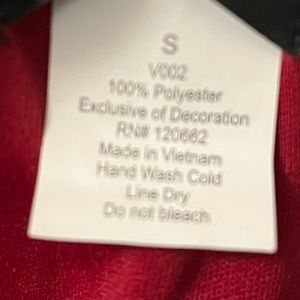 S
V002
100% Polyester
Exclusive of Decoration
RN# 120662
Made in Vietnam
Hand Wash Cold
Line Dry
Do not bleach